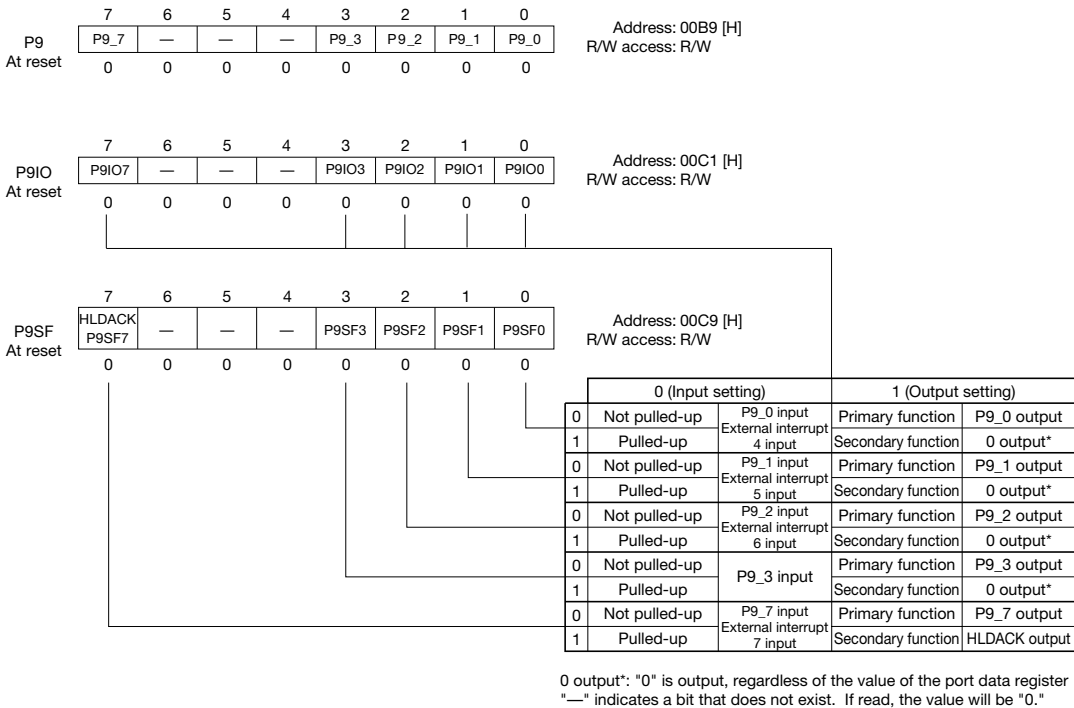 7 6 5 4 3 2 1 0
P9 P9_7 — — — P9_3 P9_2 P9_1 P9_0 Address: 00B9 [H]
At reset 0 0 0 0 0 0 0 0 R/W access: R/W
7 6 5 4 3 2 1 0
P9IO P9IO7 — — — P9IO3 P9IO2 P9IO1 P9IO0 Address: 00C1 [H]
At reset 0 0 0 0 0 0 0 0 R/W access: R/W
7 6 5 4 3 2 1 0
P9SF HLDACK P9SF7 — — — P9SF3 P9SF2 P9SF1 P9SF0 Address: 00C9 [H]
At reset 0 0 0 0 0 0 0 0 R/W access: R/W
0 (Input setting) 1 (Output setting)
0 Not pulled-up P9_0 input Primary function P9_0 output
External interrupt
1 Pulled-up 4 input Secondary function 0 output*
0 Not pulled-up P9_1 input Primary function P9_1 output
External interrupt
1 Pulled-up 5 input Secondary function 0 output*
0 Not pulled-up P9_2 input Primary function P9_2 output
External interrupt
1 Pulled-up 6 input Secondary function 0 output*
0 Not pulled-up Primary function P9_3 output
P9_3 input
1 Pulled-up Secondary function 0 output*
0 Not pulled-up P9_7 input Primary function P9_7 output
External interrupt
1 Pulled-up 7 input Secondary function HLDACK output
0 output*: "0" is output, regardless of the value of the port data register
"—" indicates a bit that does not exist. If read, the value will be "0."